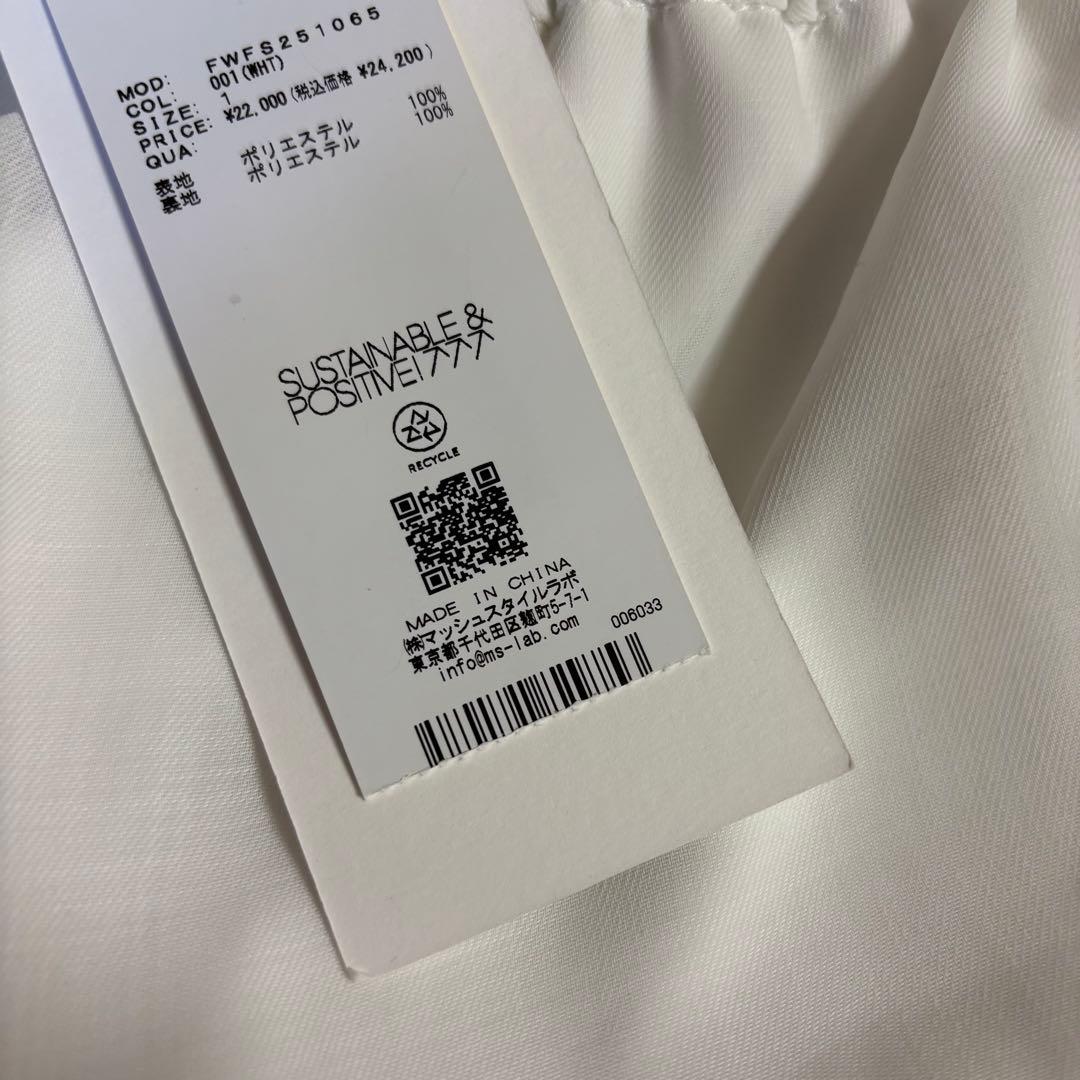 MOD: FWFS251065
COL: 001(WHT)
SIZE: 1
PRICE: ¥22,000(税込価格 ¥24,200)
QUA:
表地 ポリエステル 100%
裏地 ポリエステル 100%
SUSTAINABLE &
POSITIVE!
RECYCLE
MADE IN CHINA
㈱マッシュスタイルラボ
東京都千代田区麹町5-7-1
info@ms-lab.com 006033